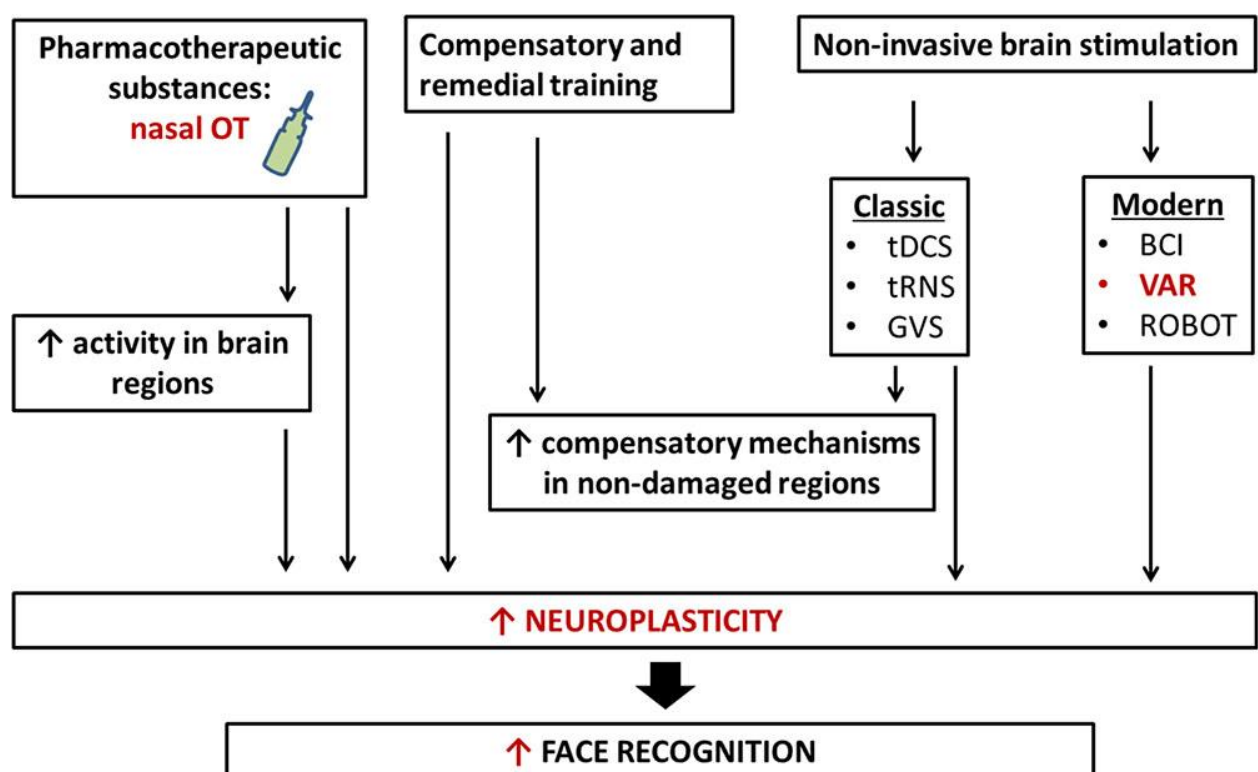 Pharmacotherapeutic
substances:
nasal OT
Compensatory and
remedial training
Non-invasive brain stimulation
Classic
• tDCS
• tRNS
• GVS
Modern
• BCI
• VAR
• ROBOT
↑ activity in brain
regions
↑ compensatory mechanisms
in non-damaged regions
↑ NEUROPLASTICITY
↑ FACE RECOGNITION